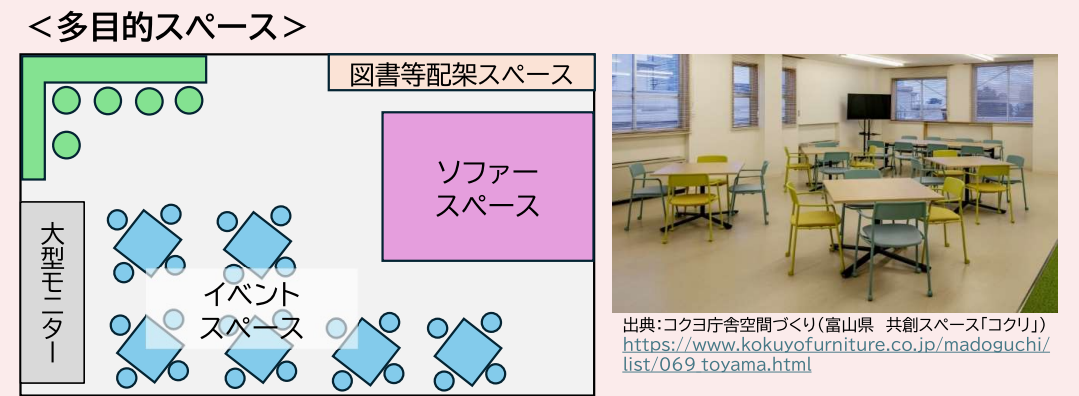 ＜多目的スペース＞
図書等配架スペース
ソファー
スペース
大型モニター
イベント
スペース
出典：コクヨ庁舎空間づくり（富山県　共創スペース「コクリ」）
https://www.kokuyofurniture.co.jp/madoguchi/
list/069_toyama.html